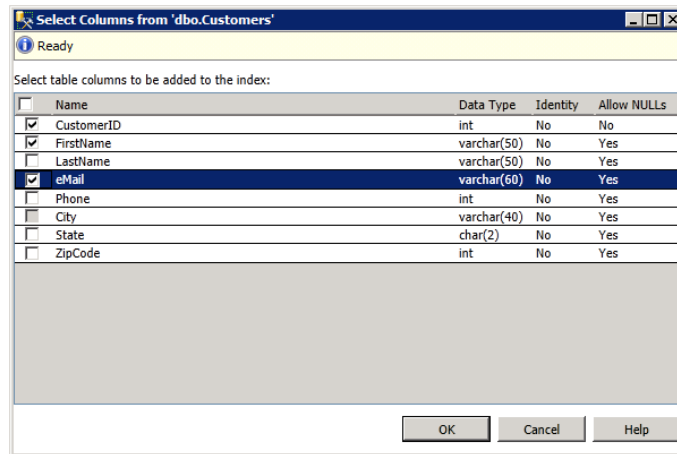 Select Columns from 'dbo.Customers'
Ready
Select table columns to be added to the index:
Name Data Type Identity Allow NULLs
CustomerID int No No
FirstName varchar(50) No Yes
LastName varchar(50) No Yes
eMail varchar(60) No Yes
Phone int No Yes
City varchar(40) No Yes
State char(2) No Yes
ZipCode int No Yes
OK Cancel Help